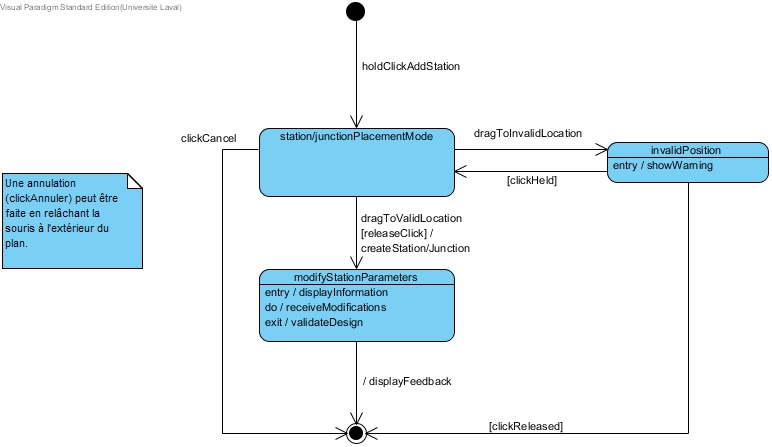 Visual Paradigm Standard Edition(Universite Laval)
holdClickAddStation
clickCancel
station/junctionPlacementMode
dragToInvalidLocation
invalidPosition
entry / showWarning
[clickHeld]
Une annulation
(clickAnnuler) peut être
faite en relâchant la
souris à l'extérieur du
plan.
dragToValidLocation
[releaseClick] /
createStation/Junction
modifyStationParameters
entry / displayInformation
do / receiveModifications
exit / validateDesign
/ displayFeedback
[clickReleased]